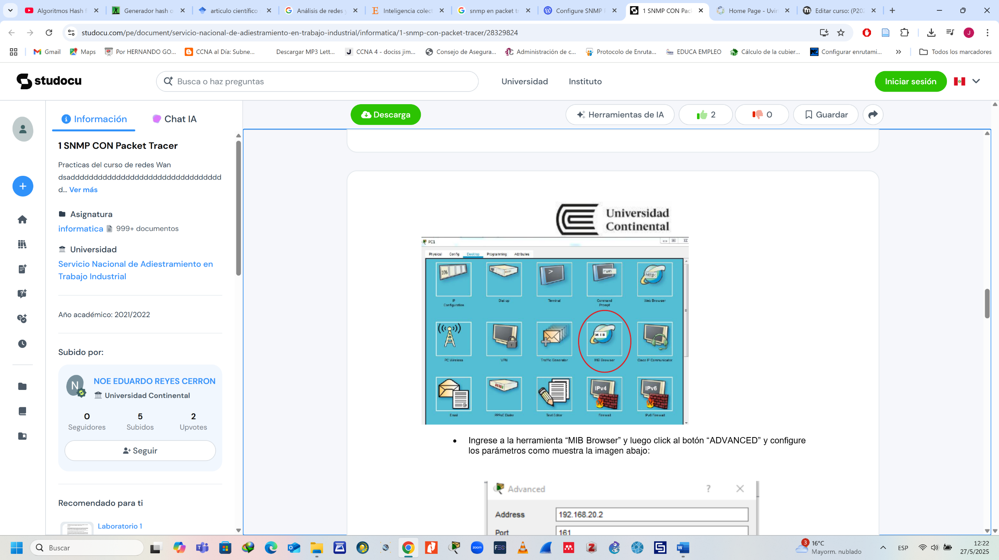 Algoritmos Hash f
Generador hash o
articulo científico
Análisis de redes y
Inteligencia colect
snmp en packet tr
Configure SNMP P
1 SNMP CON Pac
Home Page - Uvir
Editar curso: (P202
studocu.com/pe/document/servicio-nacional-de-adiestramiento-en-trabajo-industrial/informatica/1-snmp-con-packet-tracer/28329824
J
Gmail
Maps
Por HERNANDO GO...
CCNA al Día: Subne...
Descargar MP3 Lett...
CCNA 4 - dociss jim...
Consejo de Asegura...
Administración de c...
Protocolo de Enruta...
EDUCA EMPLEO
Cálculo de la cubier...
Configurar enrutami...
Todos los marcadores
studocu
Busca o haz preguntas
Universidad
Instituto
Iniciar sesión
Información
Chat IA
Descarga
Herramientas de IA
2
0
Guardar
1 SNMP CON Packet Tracer
Practicas del curso de redes Wan
dsaddddddddddddddddddddddddddddddddd
d... Ver más
Asignatura
informatica 999+ documentos
Universidad
Servicio Nacional de Adiestramiento en
Trabajo Industrial
Año académico: 2021/2022
Subido por:
N
NOE EDUARDO REYES CERRON
Universidad Continental
0
5
2
Seguidores
Subidos
Upvotes
Seguir
Recomendado para ti
Laboratorio 1
Universidad
Continental
PC1
Physical
Config
Desktop
Programming
Attributes
106
>
run
http:
IP
Configuration
Dial-up
Terminal
Command
Prompt
Web Browser
MIB
PC Wireless
VPN
Traffic Generator
MIB Browser
Cisco IP Communicator
IPv4
IPv6
Email
PPPoE Dialer
Text Editor
Firewall
IPv6 Firewall
• Ingrese a la herramienta “MIB Browser” y luego click al botón “ADVANCED” y configure
los parámetros como muestra la imagen abajo:
Advanced
?
Address
192.168.20.2
Port
161
Buscar
zoom
3
16°C
Mayorm. nublado
ESP
12:22
27/5/2025